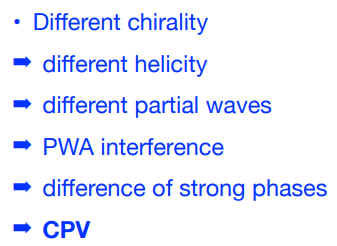 • Different chirality
➡ different helicity
➡ different partial waves
➡ PWA interference
➡ difference of strong phases
➡ CPV